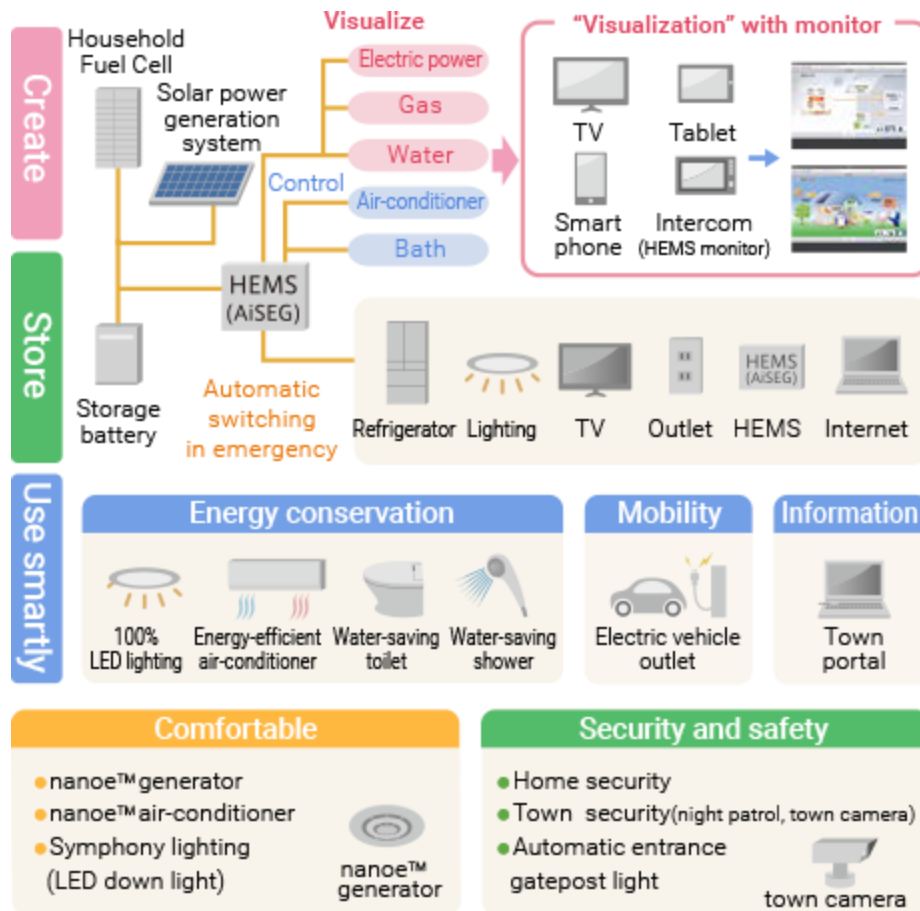 Create
Household
Fuel Cell
Solar power
generation
system
Visualize
Electric power
Gas
Water
Control
Air-conditioner
Bath
“Visualization” with monitor
TV
Tablet
Smart
phone
Intercom
(HEMS monitor)
Store
HEMS
(AiSEG)
Storage
battery
Automatic
switching
in emergency
Refrigerator
Lighting
TV
Outlet
HEMS
(AiSEG)
HEMS
Internet
Use smartly
Energy conservation
100%
LED lighting
Energy-efficient
air-conditioner
Water-saving
toilet
Water-saving
shower
Mobility
Electric vehicle
outlet
Information
Town
portal
Comfortable
nanoe™ generator
nanoe™ air-conditioner
Symphony lighting
(LED down light)
nanoe™
generator
Security and safety
Home security
Town security(night patrol, town camera)
Automatic entrance
gatepost light
town camera